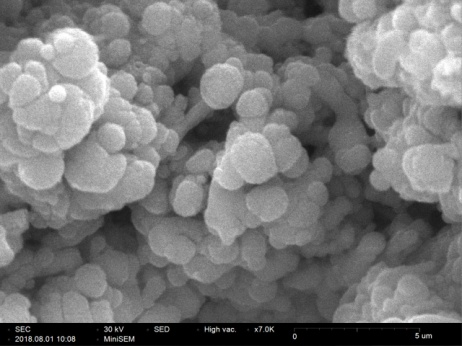 SEC 30 kV SED High vac. x7.0K 0 5 um
2018.08.01 10:08 MiniSEM